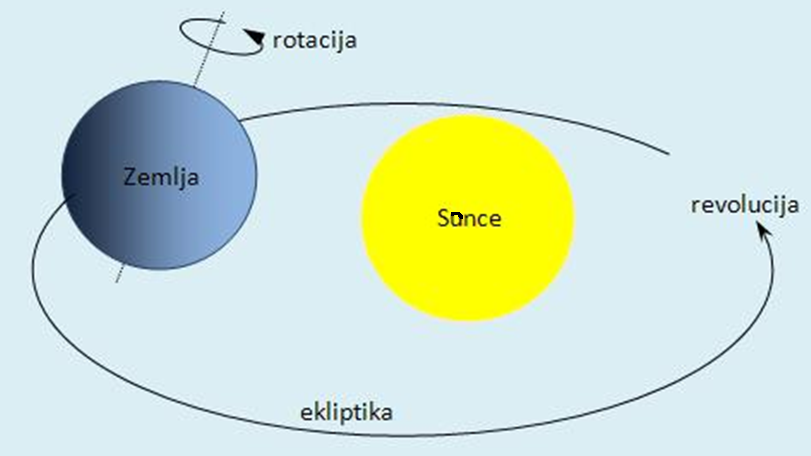 rotacija
Zemlja
Sunce
revolucija
ekliptika